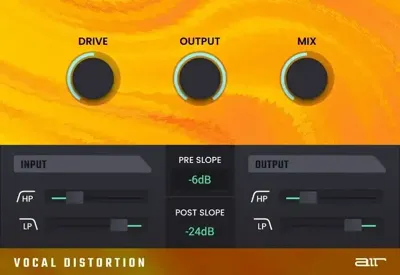 DRIVE OUTPUT MIX
INPUT PRE SLOPE OUTPUT
-6dB
HP HP
POST SLOPE
LP -24dB LP
VOCAL DISTORTION air